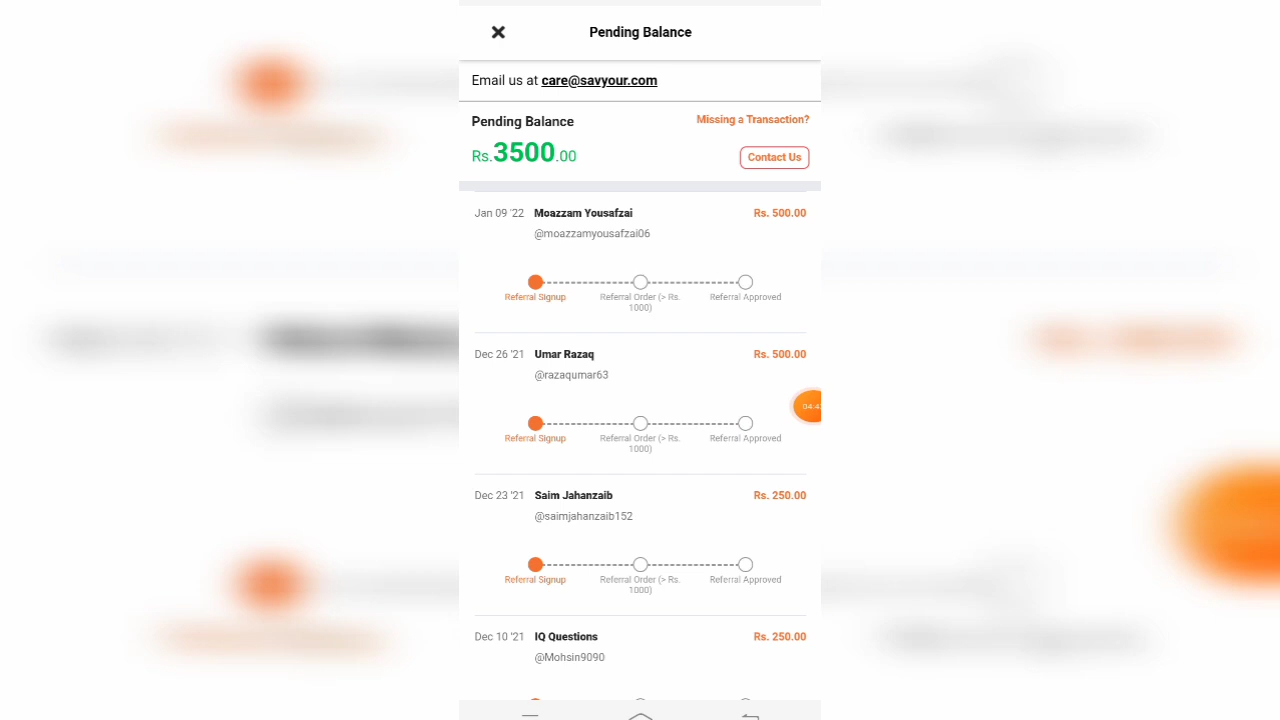 Pending Balance
Email us at care@savyour.com
Pending Balance
Missing a Transaction?
Rs.3500.00
Contact Us
Jan 09 '22 Moazzam Yousafzai Rs. 500.00
@moazzamyousafzai06
Referral Signup Referral Order (> Rs. 1000) Referral Approved
Dec 26 '21 Umar Razaq Rs. 500.00
@razaqumar63
Referral Signup Referral Order (> Rs. 1000) Referral Approved
Dec 23 '21 Saim Jahanzaib Rs. 250.00
@saimjahanzaib152
Referral Signup Referral Order (> Rs. 1000) Referral Approved
Dec 10 '21 IQ Questions Rs. 250.00
@Mohsin9090